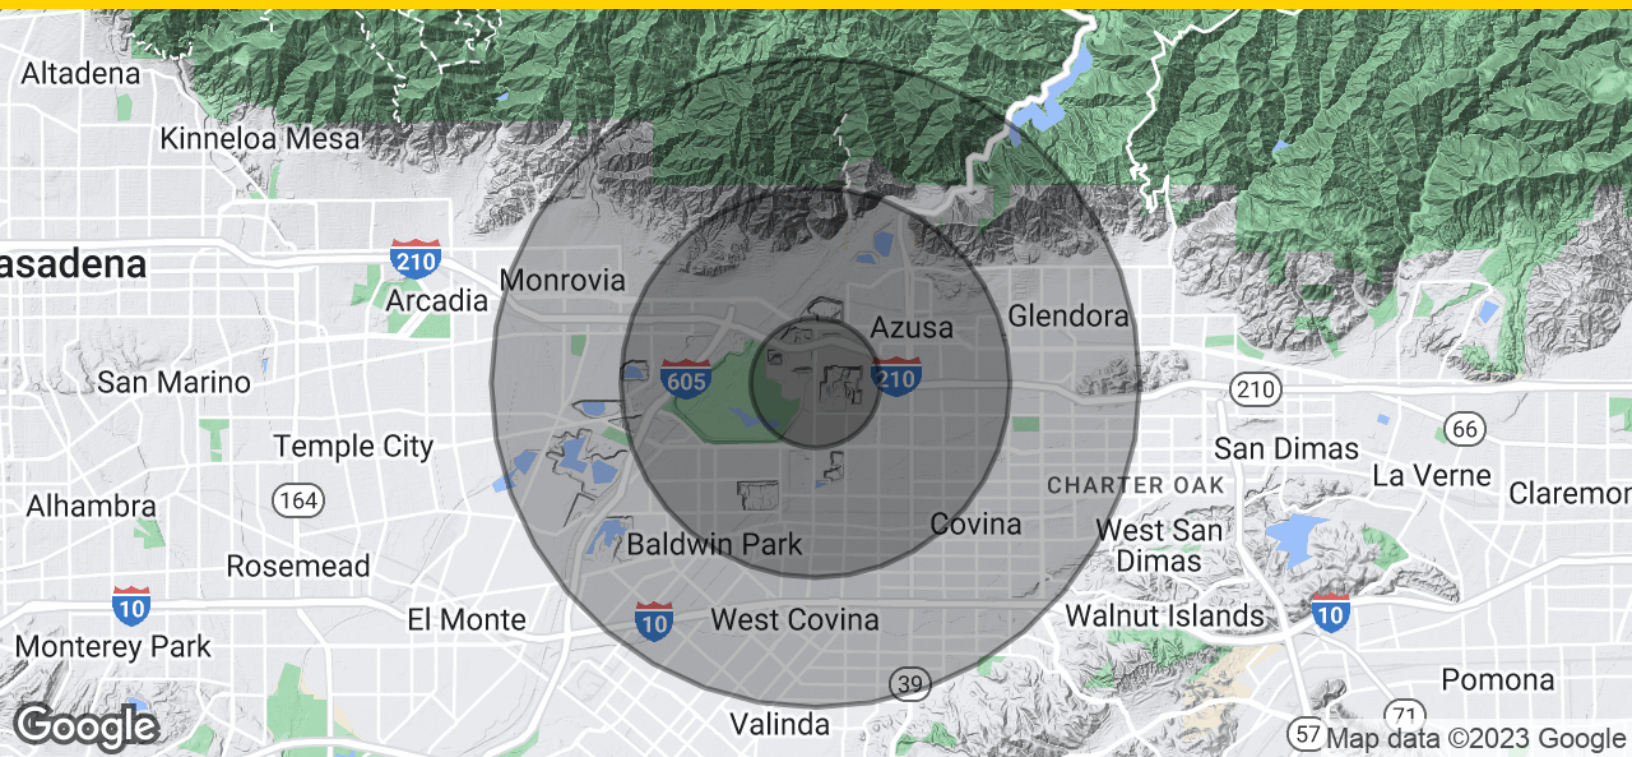 Altadena
Kinneloa Mesa
asadena
210
Monrovia
Arcadia
Glendora
Azusa
605
210
San Marino
210
66
Temple City
San Dimas
La Verne
CHARTER OAK
Claremon
164
Alhambra
Covina
West San
Dimas
Baldwin Park
Rosemead
10
El Monte
10
West Covina
Walnut Islands
10
Monterey Park
39
Pomona
Valinda
71
57
Google
Map data ©2023 Google